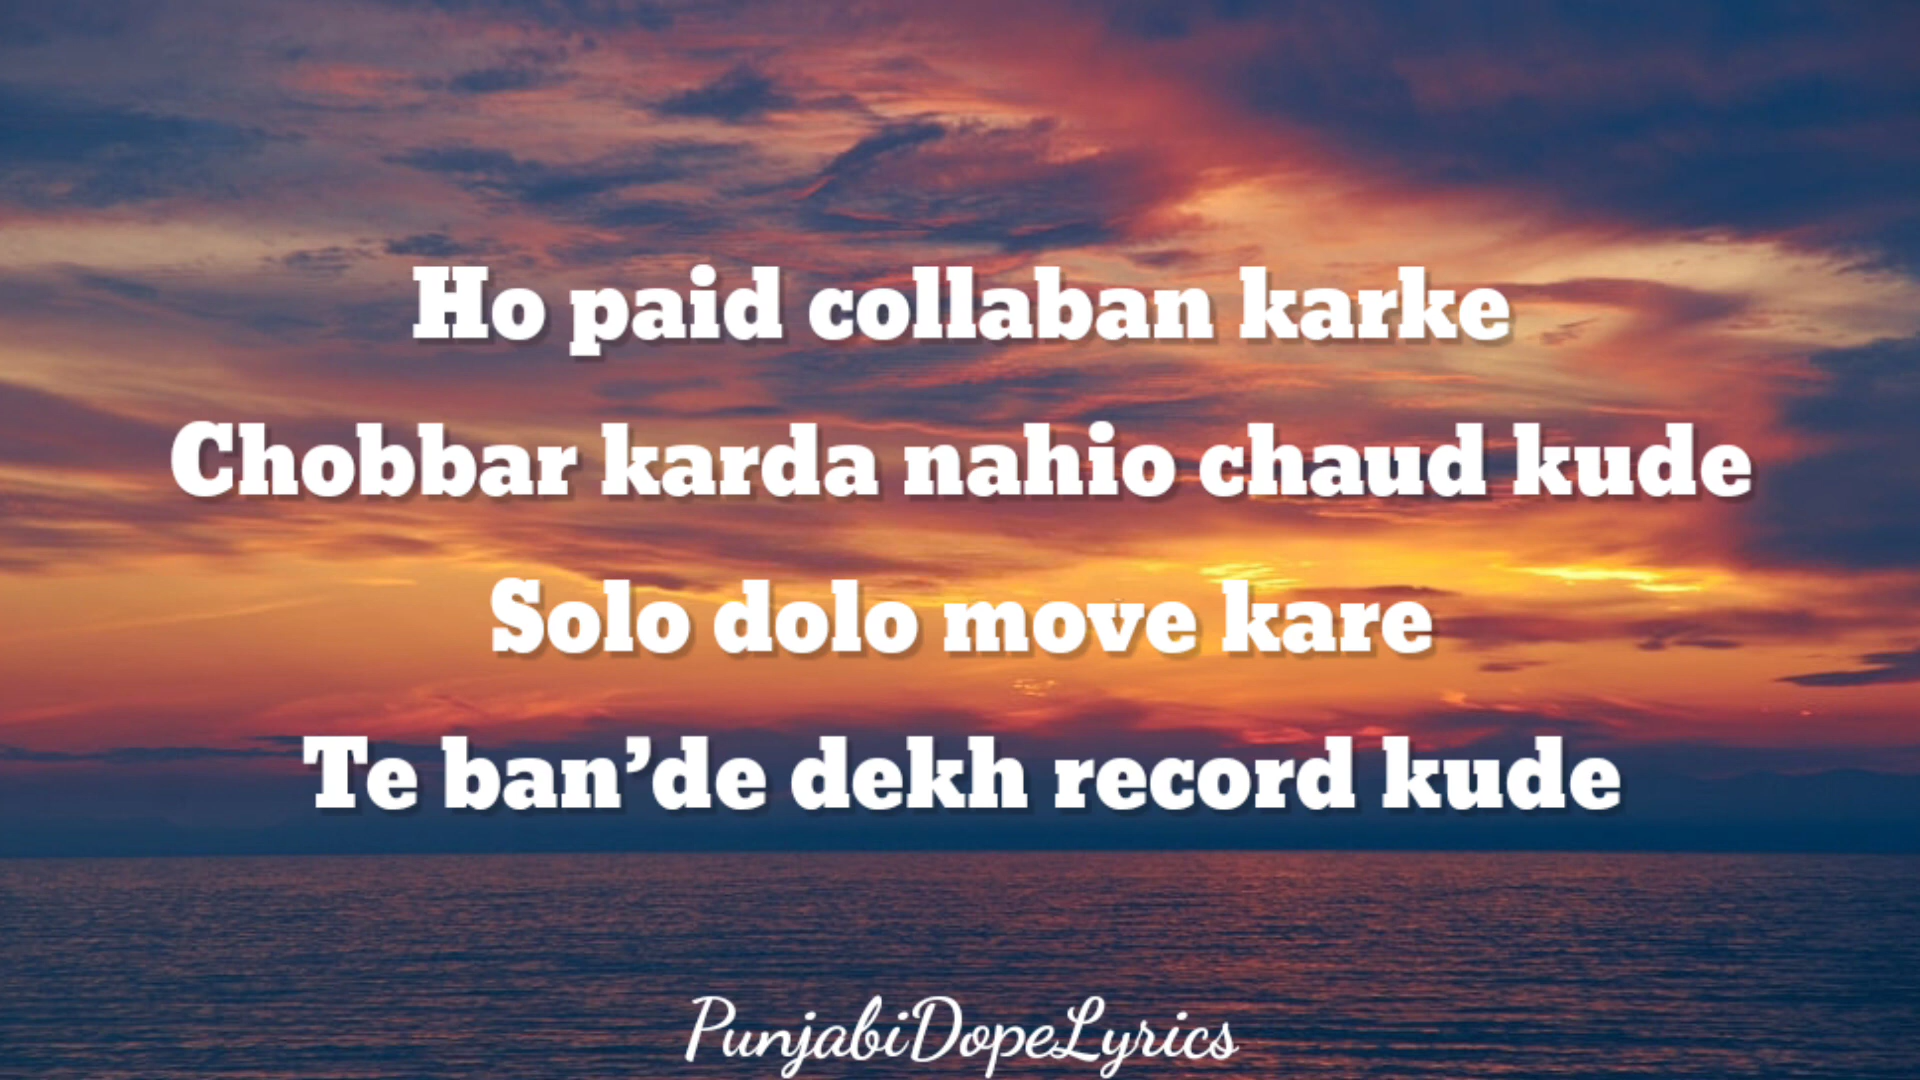 Ho paid collaban karke
Chobbar karda nahio chaud kude
Solo dolo move kare
Te ban’de dekh record kude
PunjabiDopeLyrics